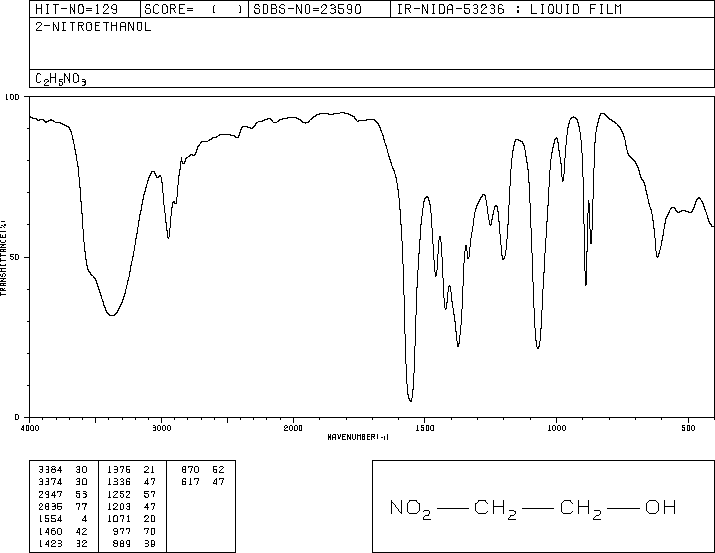 HIT-NO=129 SCORE= ( ) SDBS-NO=23590 IR-NIDA-53236 : LIQUID FILM
2-NITROETHANOL
C2H5NO3
100
TRANSMITTANCE(%)
50
0
4000 3000 2000 1500 1000 500
WAVENUMBER(-1)
3384 30 1376 21 870 52
3374 30 1336 47 617 47
2947 53 1252 57
2835 77 1203 47
1554 4 1071 20
1460 42 977 70
1423 32 889 39
NO2—CH2—CH2—OH